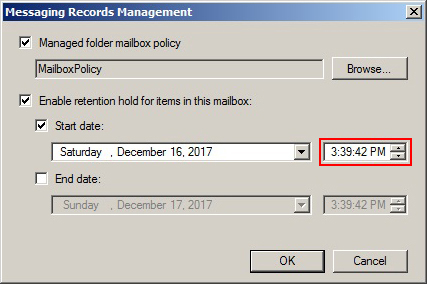 Messaging Records Management
Managed folder mailbox policy
MailboxPolicy Browse...
Enable retention hold for items in this mailbox:
Start date:
Saturday , December 16, 2017 3:39:42 PM
End date:
Sunday , December 17, 2017 3:39:42 PM
OK Cancel